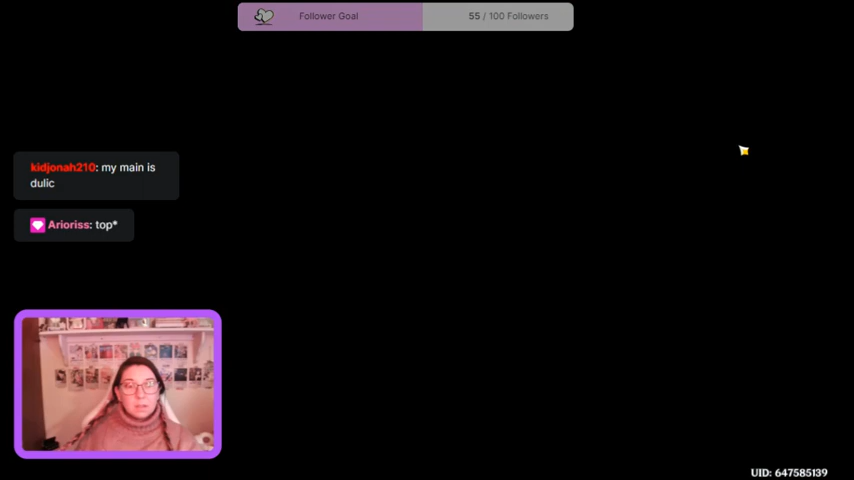 Follower Goal
55 / 100 Followers
kidjonah210: my main is
dulic
Arioriss: top*
UID: 647585139